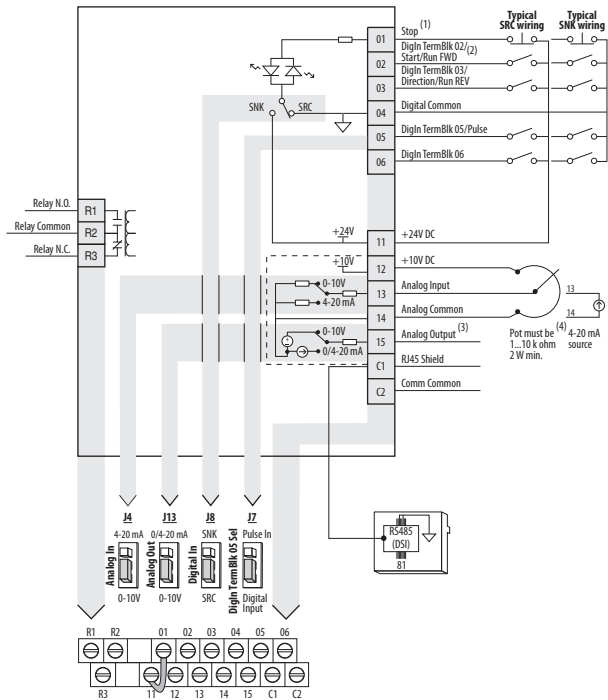 Typical SRC wiring
Typical SNK wiring
01 Stop (1)
02 DigIn TermBlk 02/ Start/Run FWD (2)
03 DigIn TermBlk 03/ Direction/Run REV
04 Digital Common
05 DigIn TermBlk 05/Pulse
06 DigIn TermBlk 06
SNK SRC
Relay N.O. R1
Relay Common R2
Relay N.C. R3
+24V 11 +24V DC
+10V 12 +10V DC
0-10V
4-20 mA
13 Analog Input
14 Analog Common
0-10V
0/4-20 mA
15 Analog Output (3)
C1 RJ45 Shield
C2 Comm Common
13
14
Pot must be (4)
1...10 k ohm
2 W min.
4-20 mA
source
J4 J13 J8 J7
4-20 mA 0/4-20 mA SNK Pulse In
Analog In Analog Out Digital In DigIn TermBlk 05 Sel
0-10V 0-10V SRC Digital Input
RS485
(DSI)
81
R1 R2 01 02 03 04 05 06
R3 11 12 13 14 15 C1 C2